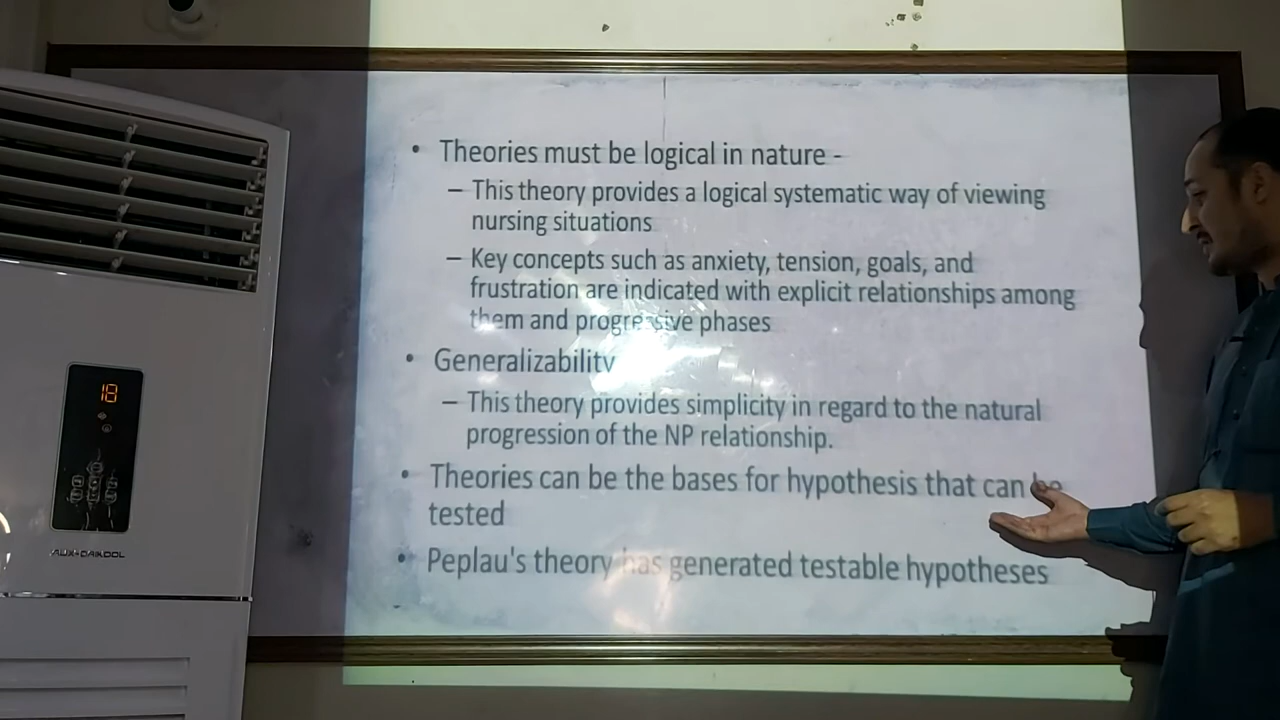 • Theories must be logical in nature -
– This theory provides a logical systematic way of viewing
nursing situations
– Key concepts such as anxiety, tension, goals, and
frustration are indicated with explicit relationships among
them and progressive phases
• Generalizability
– This theory provides simplicity in regard to the natural
progression of the NP relationship.
• Theories can be the bases for hypothesis that can be
tested
• Peplau's theory has generated testable hypotheses
18